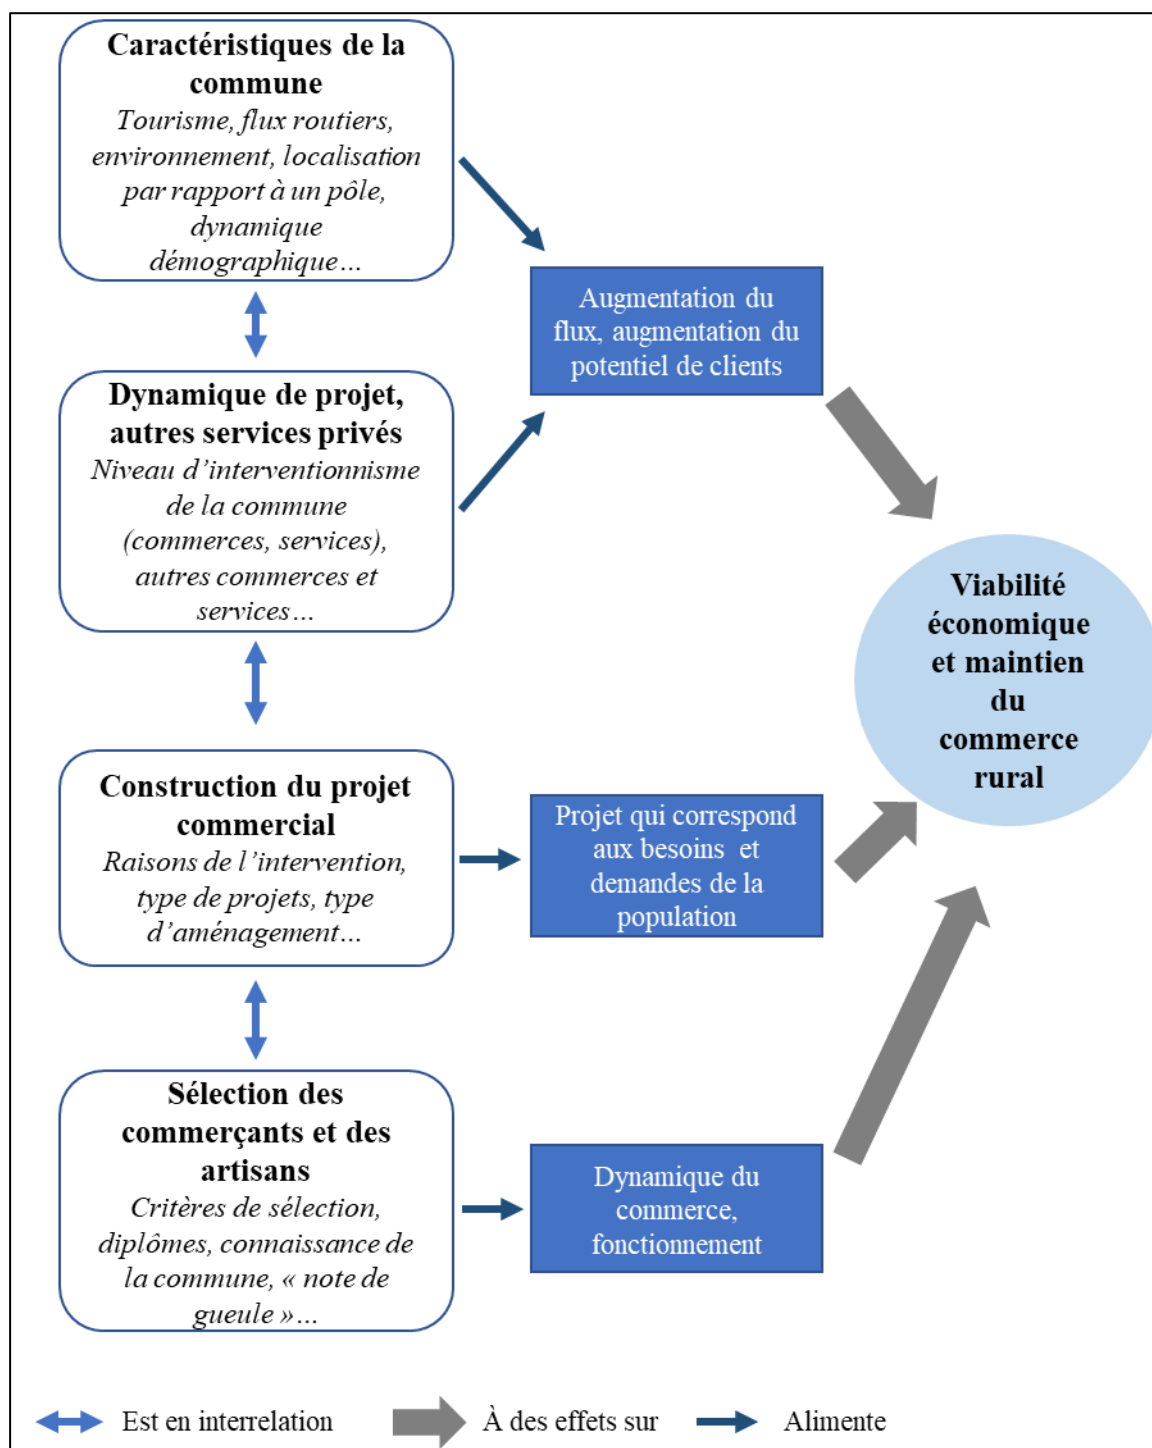 Caractéristiques de la
commune
Tourisme, flux routiers,
environnement, localisation
par rapport à un pôle,
dynamique
démographique…
Augmentation du
flux, augmentation du
potentiel de clients
Dynamique de projet,
autres services privés
Niveau d’interventionnisme
de la commune
(commerces, services),
autres commerces et
services…
Viabilité
économique
et maintien
du
commerce
rural
Construction du projet
commercial
Raisons de l’intervention,
type de projets, type
d’aménagement…
Projet qui correspond
aux besoins et
demandes de la
population
Sélection des
commerçants et des
artisans
Critères de sélection,
diplômes, connaissance de
la commune, « note de
gueule »…
Dynamique du
commerce,
fonctionnement
Est en interrelation
À des effets sur
Alimente